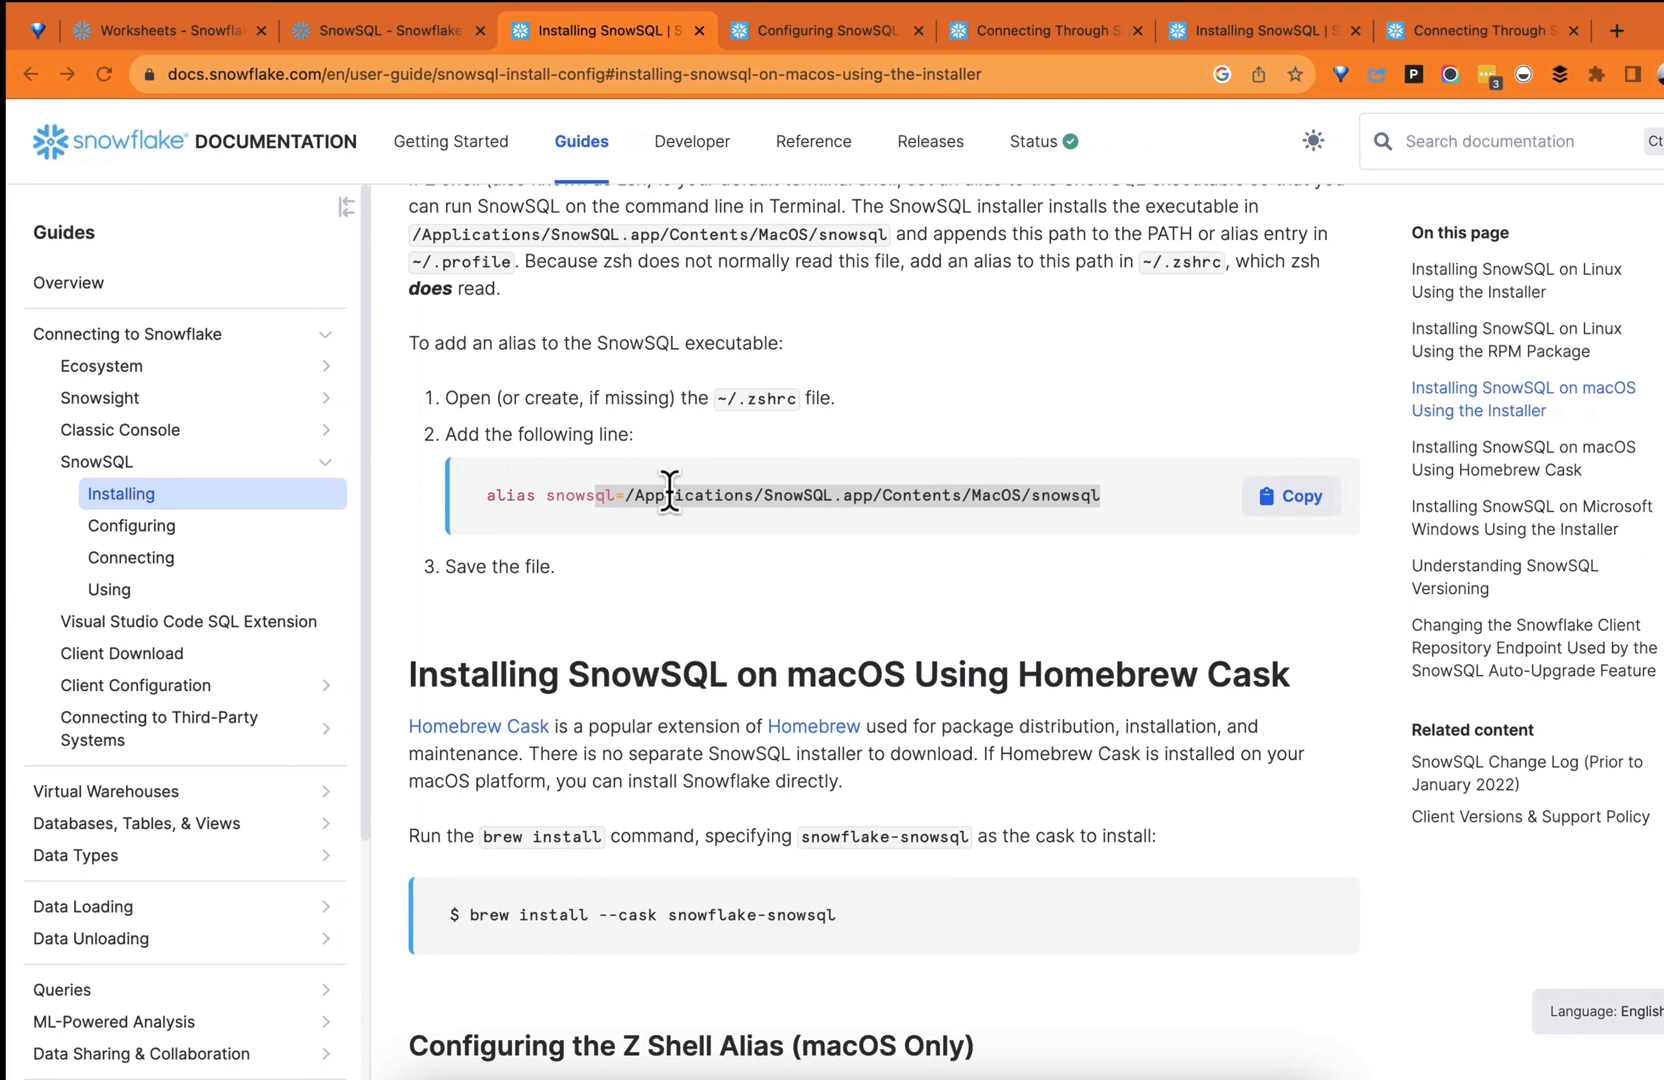 Worksheets - Snowfla
SnowSQL - Snowflake
Installing SnowSQL | S
Configuring SnowSQL
Connecting Through S
Installing SnowSQL | S
Connecting Through S
docs.snowflake.com/en/user-guide/snowsql-install-config#installing-snowsql-on-macos-using-the-installer
P
3
snowflake® DOCUMENTATION
Getting Started
Guides
Developer
Reference
Releases
Status
Search documentation
Ct
Guides
Overview
Connecting to Snowflake
Ecosystem
Snowsight
Classic Console
SnowSQL
Installing
Configuring
Connecting
Using
Visual Studio Code SQL Extension
Client Download
Client Configuration
Connecting to Third-Party
Systems
Virtual Warehouses
Databases, Tables, & Views
Data Types
Data Loading
Data Unloading
Queries
ML-Powered Analysis
Data Sharing & Collaboration
can run SnowSQL on the command line in Terminal. The SnowSQL installer installs the executable in
/Applications/SnowSQL.app/Contents/MacOS/snowsql and appends this path to the PATH or alias entry in
~/.profile. Because zsh does not normally read this file, add an alias to this path in ~/.zshrc, which zsh
does read.
To add an alias to the SnowSQL executable:
1. Open (or create, if missing) the ~/.zshrc file.
2. Add the following line:
alias snowsql=/Applications/SnowSQL.app/Contents/MacOS/snowsql
Copy
3. Save the file.
Installing SnowSQL on macOS Using Homebrew Cask
Homebrew Cask is a popular extension of Homebrew used for package distribution, installation, and
maintenance. There is no separate SnowSQL installer to download. If Homebrew Cask is installed on your
macOS platform, you can install Snowflake directly.
Run the brew install command, specifying snowflake-snowsql as the cask to install:
$ brew install --cask snowflake-snowsql
Configuring the Z Shell Alias (macOS Only)
On this page
Installing SnowSQL on Linux
Using the Installer
Installing SnowSQL on Linux
Using the RPM Package
Installing SnowSQL on macOS
Using the Installer
Installing SnowSQL on macOS
Using Homebrew Cask
Installing SnowSQL on Microsoft
Windows Using the Installer
Understanding SnowSQL
Versioning
Changing the Snowflake Client
Repository Endpoint Used by the
SnowSQL Auto-Upgrade Feature
Related content
SnowSQL Change Log (Prior to
January 2022)
Client Versions & Support Policy
Language: English